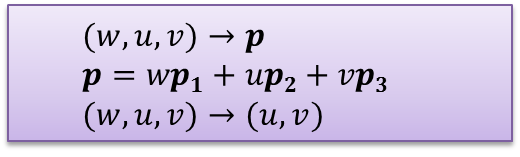 (w, u, v) → p
p = wp₁ + up₂ + vp₃
(w, u, v) → (u, v)